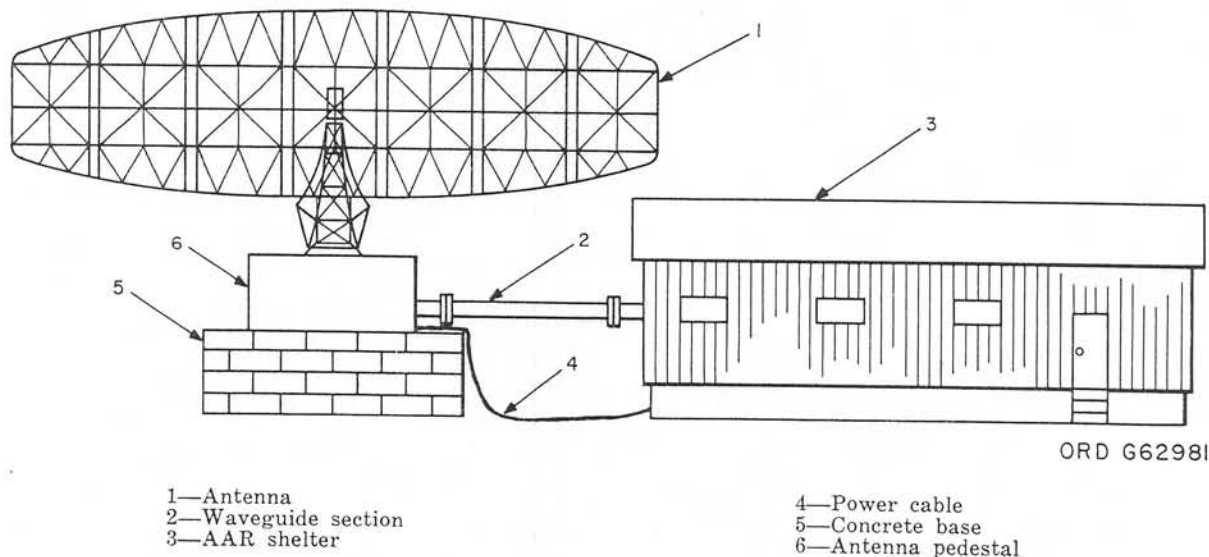 1
3
2
6
5
4
ORD G62981
1—Antenna
2—Waveguide section
3—AAR shelter
4—Power cable
5—Concrete base
6—Antenna pedestal